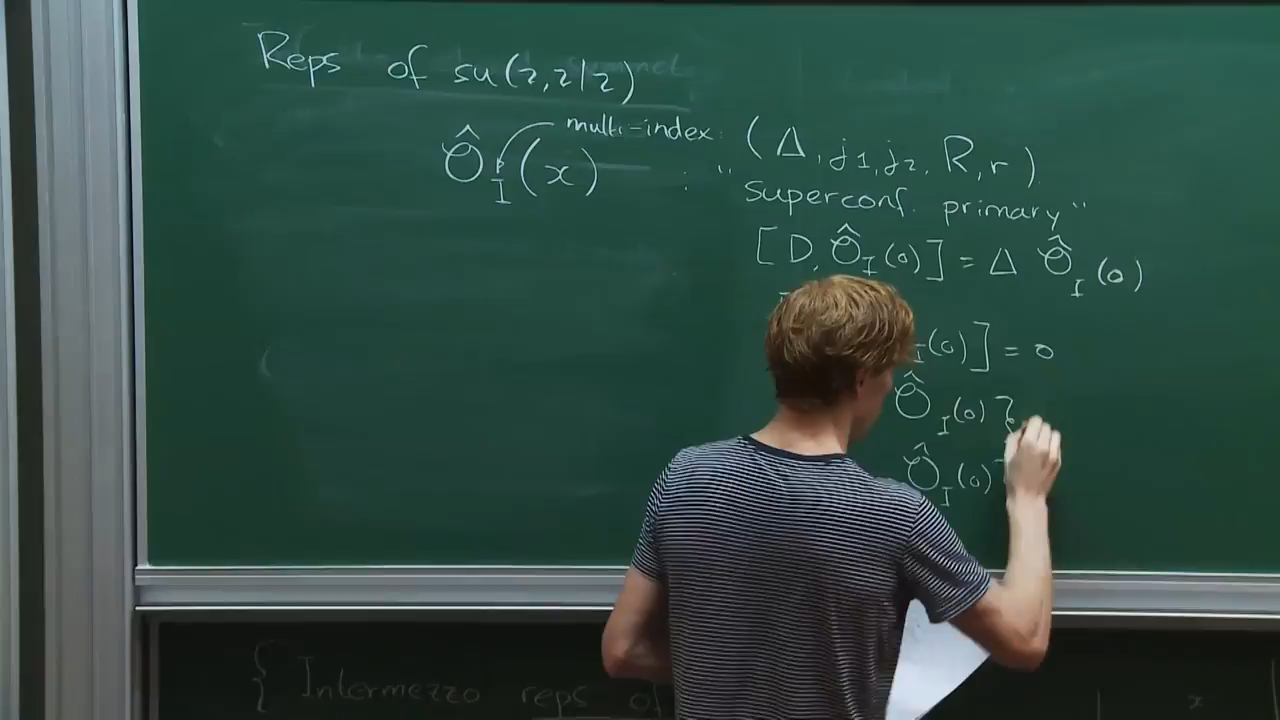 Reps of su(2,2|2)
Ô_I(x) multi-index : (Δ, j1, j2, R, r)
: "superconf. primary"
[D, Ô_I(0)] = Δ Ô_I(0)
I(0)] = 0
Ô_I(0)}
Ô_I(0)
{ Intermezzo reps of